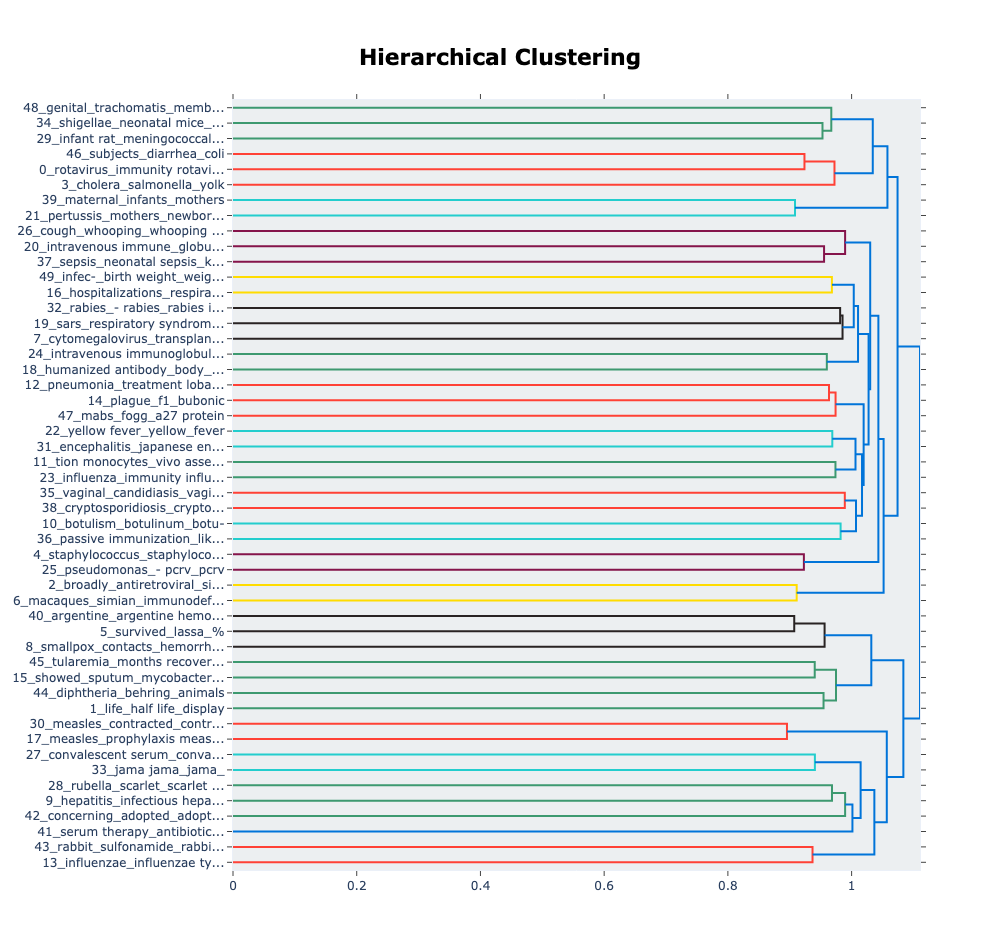 Hierarchical Clustering
48_genital_trachomatis_memb...
34_shigellae_neonatal mice_...
29_infant rat_meningococcal...
46_subjects_diarrhea_coli
0_rotavirus_immunity rotavi...
3_cholera_salmonella_yolk
39_maternal_infants_mothers
21_pertussis_mothers_newbor...
26_cough_whooping_whooping ...
20_intravenous immune_globu...
37_sepsis_neonatal sepsis_k...
49_infec-_birth weight_weig...
16_hospitalizations_respira...
32_rabies_- rabies_rabies i...
19_sars_respiratory syndrom...
7_cytomegalovirus_transplan...
24_intravenous immunoglobul...
18_humanized antibody_body_...
12_pneumonia_treatment loba...
14_plague_f1_bubonic
47_mabs_fogg_a27 protein
22_yellow fever_yellow_fever
31_encephalitis_japanese en...
11_tion monocytes_vivo asse...
23_influenza_immunity influ...
35_vaginal_candidiasis_vagi...
38_cryptosporidiosis_crypto...
10_botulism_botulinum_botu-
36_passive immunization_lik...
4_staphylococcus_staphyloco...
25_pseudomonas_- pcrv_pcrv
2_broadly_antiretroviral_si...
6_macaques_simian_immunodef...
40_argentine_argentine hemo...
5_survived_lassa_%
8_smallpox_contacts_hemorrh...
45_tularemia_months recover...
15_showed_sputum_mycobacter...
44_diphtheria_behring_animals
1_life_half life_display
30_measles_contracted_contr...
17_measles_prophylaxis meas...
27_convalescent serum_conva...
33_jama jama_jama_
28_rubella_scarlet_scarlet ...
9_hepatitis_infectious hepa...
42_concerning_adopted_adopt...
41_serum therapy_antibiotic...
43_rabbit_sulfonamide_rabbi...
13_influenzae_influenzae ty...
0 0.2 0.4 0.6 0.8 1